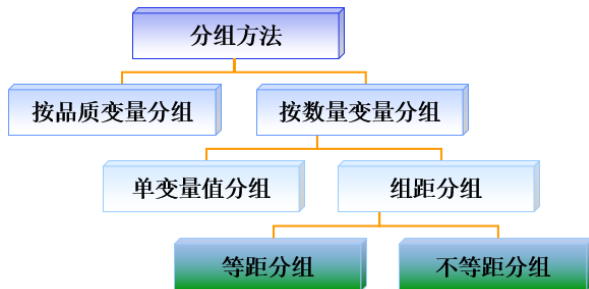 分组方法
按品质变量分组
按数量变量分组
单变量值分组
组距分组
等距分组
不等距分组